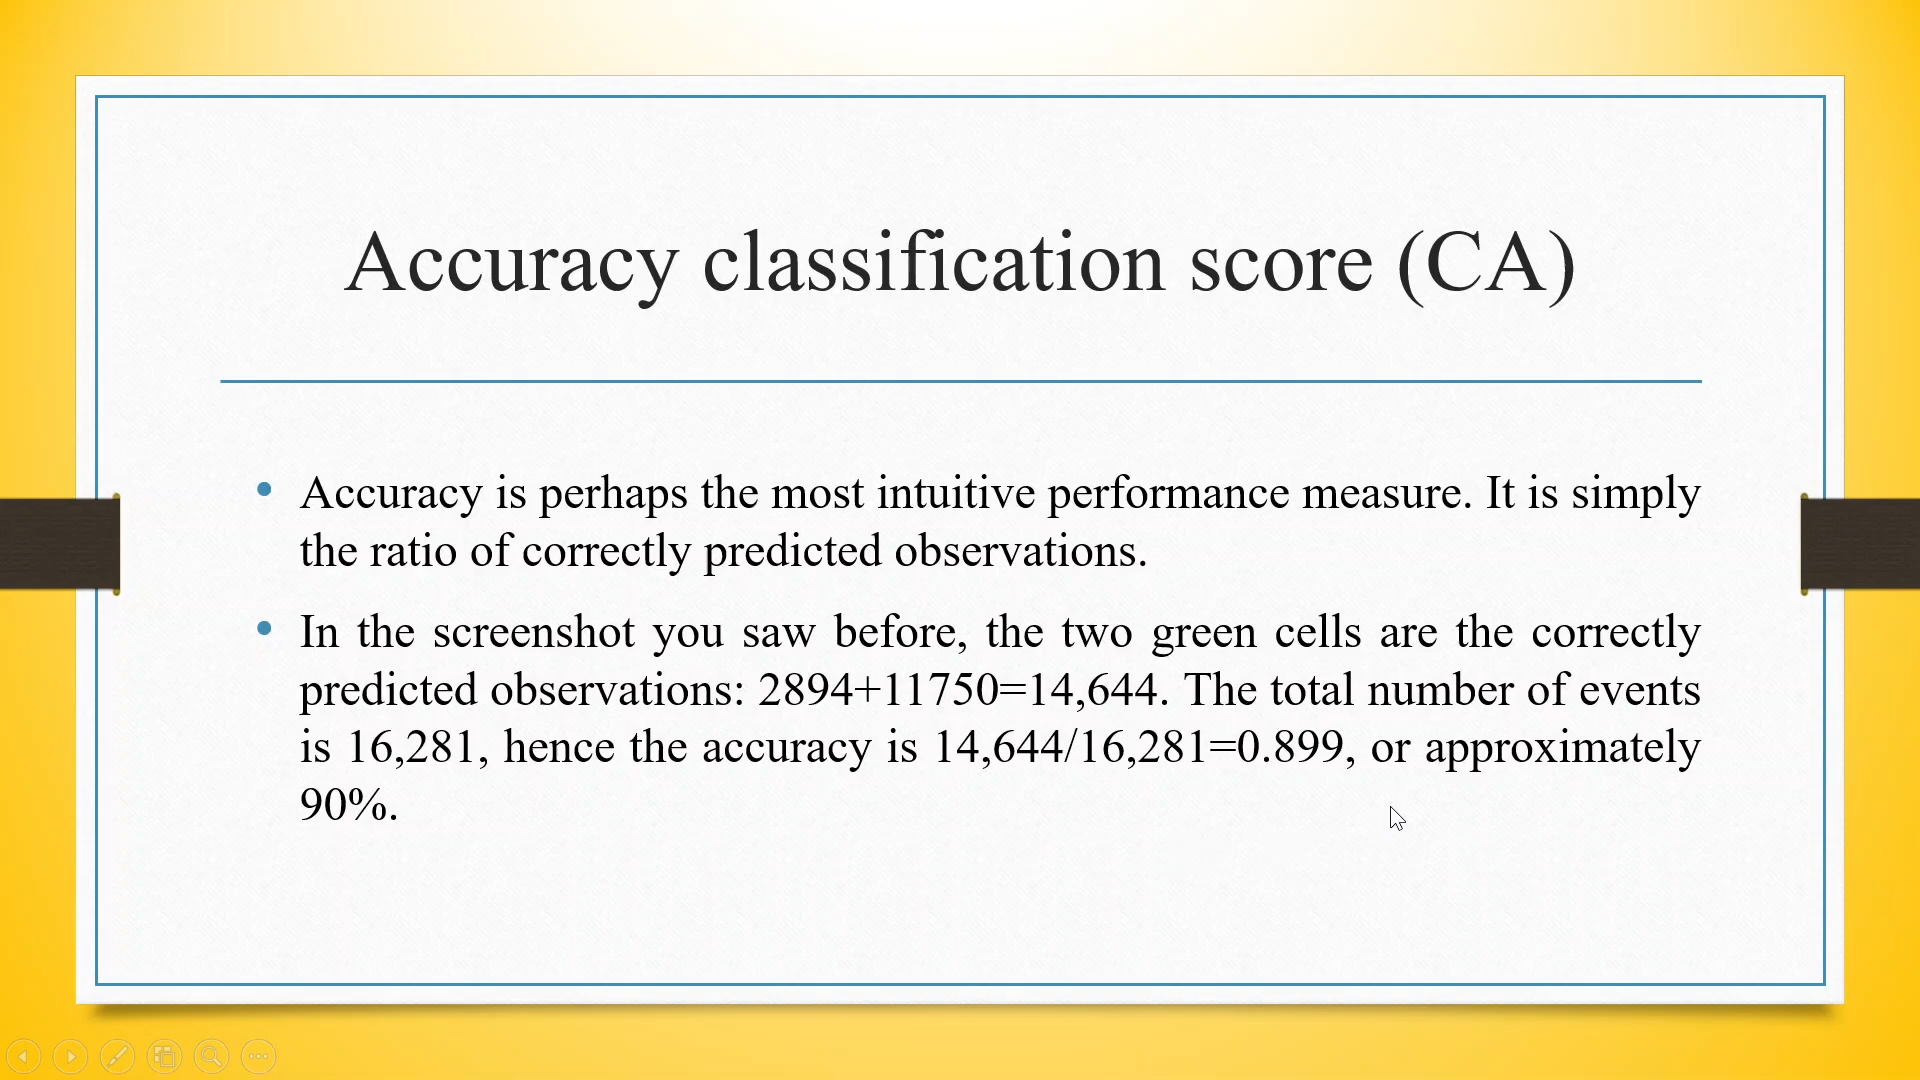 Accuracy classification score (CA)
• Accuracy is perhaps the most intuitive performance measure. It is simply
the ratio of correctly predicted observations.
• In the screenshot you saw before, the two green cells are the correctly
predicted observations: 2894+11750=14,644. The total number of events
is 16,281, hence the accuracy is 14,644/16,281=0.899, or approximately
90%.